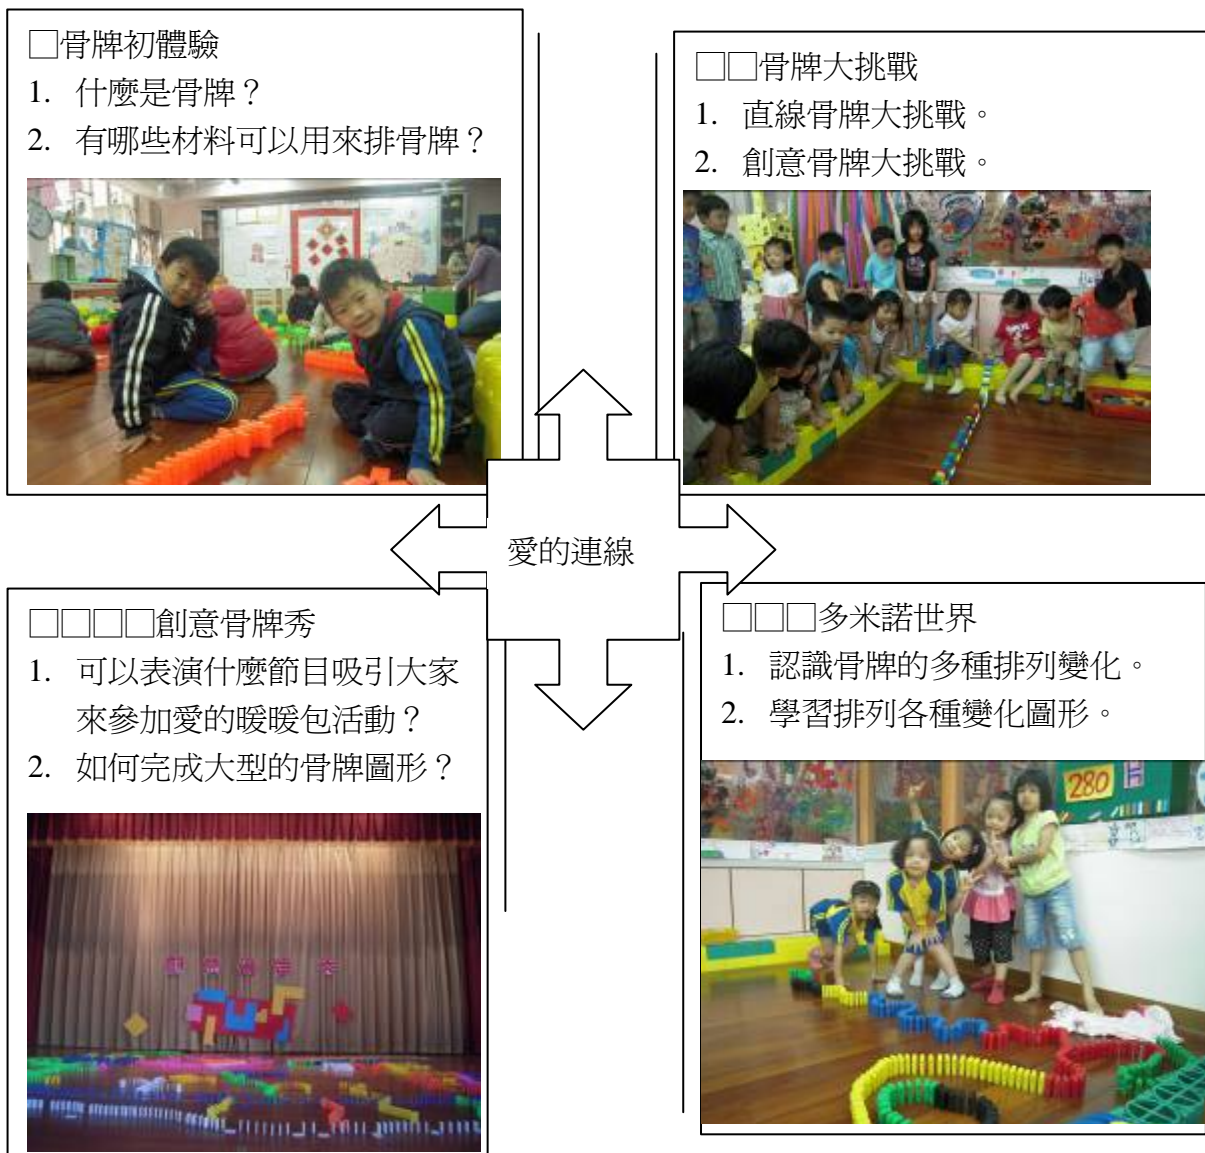 □骨牌初體驗
1. 什麼是骨牌？
2. 有哪些材料可以用來排骨牌？
□□骨牌大挑戰
1. 直線骨牌大挑戰。
2. 創意骨牌大挑戰。
愛的連線
□□□□創意骨牌秀
1. 可以表演什麼節目吸引大家
來參加愛的暖暖包活動？
2. 如何完成大型的骨牌圖形？
□□□多米諾世界
1. 認識骨牌的多種排列變化。
2. 學習排列各種變化圖形。
280